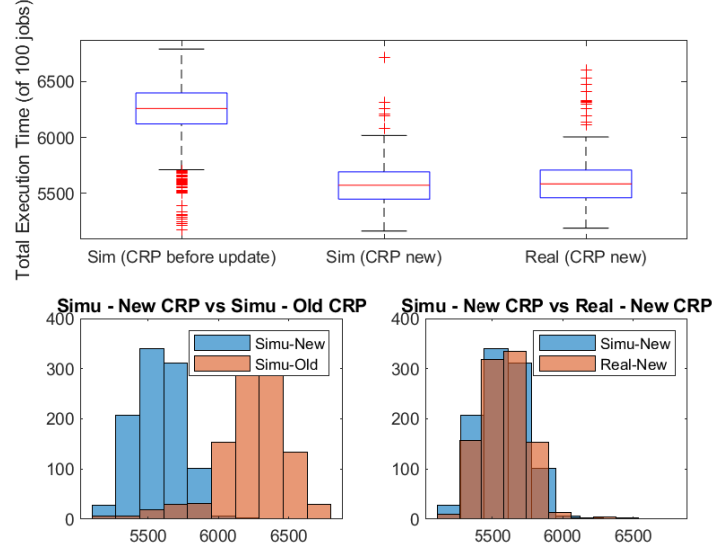 Total Execution Time (of 100 jobs)
6500
6000
5500
Sim (CRP before update)
Sim (CRP new)
Real (CRP new)
Simu - New CRP vs Simu - Old CRP
400
300
200
100
0
Simu-New
Simu-Old
5500
6000
6500
Simu - New CRP vs Real - New CRP
400
300
200
100
0
Simu-New
Real-New
5500
6000
6500